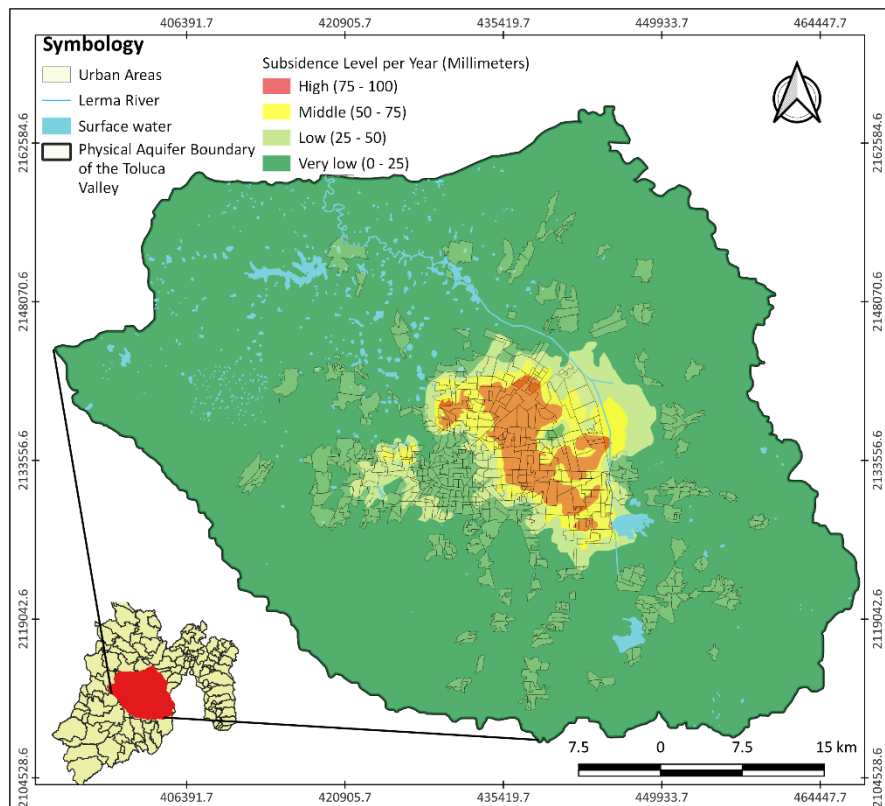 406391.7 420905.7 435419.7 449933.7 464447.7
Symbology
Urban Areas
Lerma River
Surface water
Physical Aquifer Boundary
of the Toluca
Valley
Subsidence Level per Year (Millimeters)
High (75 - 100)
Middle (50 - 75)
Low (25 - 50)
Very low (0 - 25)
2162584.6
2148070.6
2133556.6
2119042.6
2104528.6
2162584.6
2148070.6
2133556.6
2119042.6
2104528.6
7.5 0 7.5 15 km
406391.7 420905.7 435419.7 449933.7 464447.7